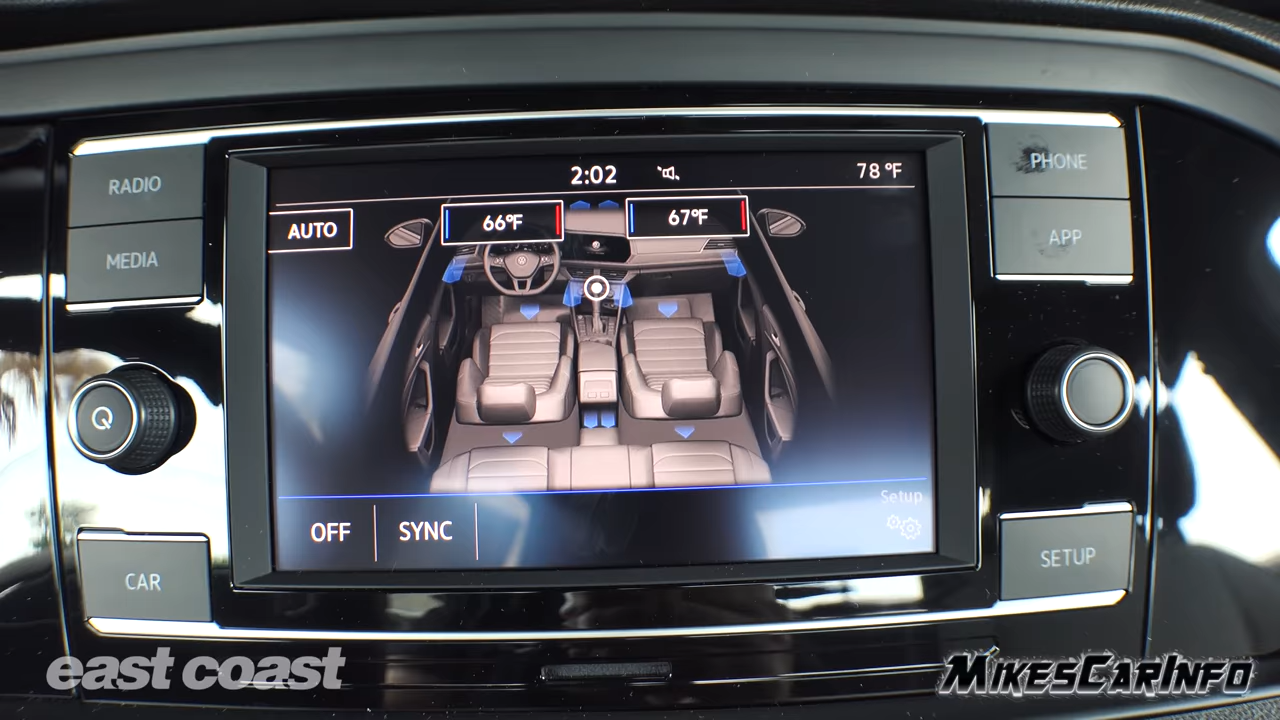 RADIO
MEDIA
2:02
78 °F
AUTO
66°F
67°F
PHONE
APP
OFF
SYNC
Setup
CAR
SETUP
east coast
MIKESCARINFO